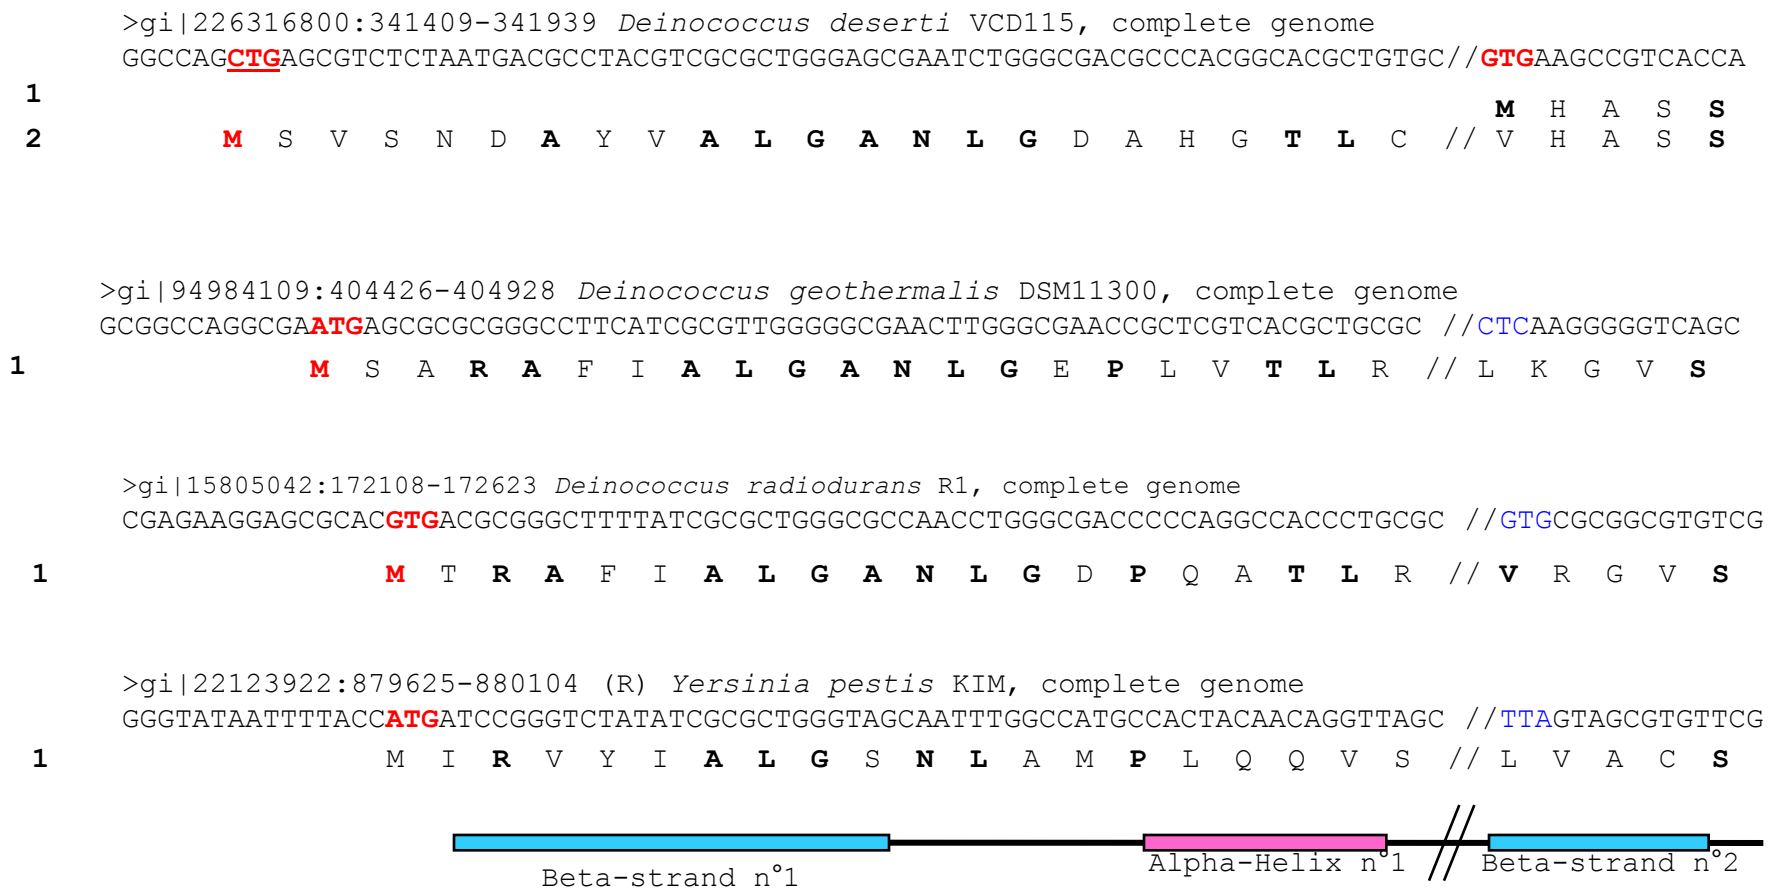 >gi|226316800:341409-341939 Deinococcus deserti VCD115, complete genome
GGCCAGCTGAGCGTCTCTAATGACGCCTACGTCGCGCTGGGAGCGAATCTGGGCGACGCCCACGGCACGCTGTGC//GTGAAGCCGTCACCA
1 M H A S S
2 M S V S N D A Y V A L G A N L G D A H G T L C // V H A S S
>gi|94984109:404426-404928 Deinococcus geothermalis DSM11300, complete genome
GCGGCCAGGCGAATGAGCGCGCGGGCCTTCATCGCGTTGGGGGCGAACTTGGGCGAACCGCTCGTCACGCTGCGC //CTCAAGGGGGTCAGC
1 M S A R A F I A L G A N L G E P L V T L R // L K G V S
>gi|15805042:172108-172623 Deinococcus radiodurans R1, complete genome
CGAGAAGGAGCGCACGTGACGCGGGCTTTTATCGCGCTGGGCGCCAACCTGGGCGACCCCCAGGCCACCCTGCGC //GTGCGCGGCGTGTCG
1 M T R A F I A L G A N L G D P Q A T L R // V R G V S
>gi|22123922:879625-880104 (R) Yersinia pestis KIM, complete genome
GGGTATAATTTTACCATGATCCGGGTCTATATCGCGCTGGGTAGCAATTTGGCCATGCCACTACAACAGGTTAGC //TTAGTAGCGTGTTCG
1 M I R V Y I A L G S N L A M P L Q Q V S // L V A C S
Beta-strand n°1 Alpha-Helix n°1 // Beta-strand n°2